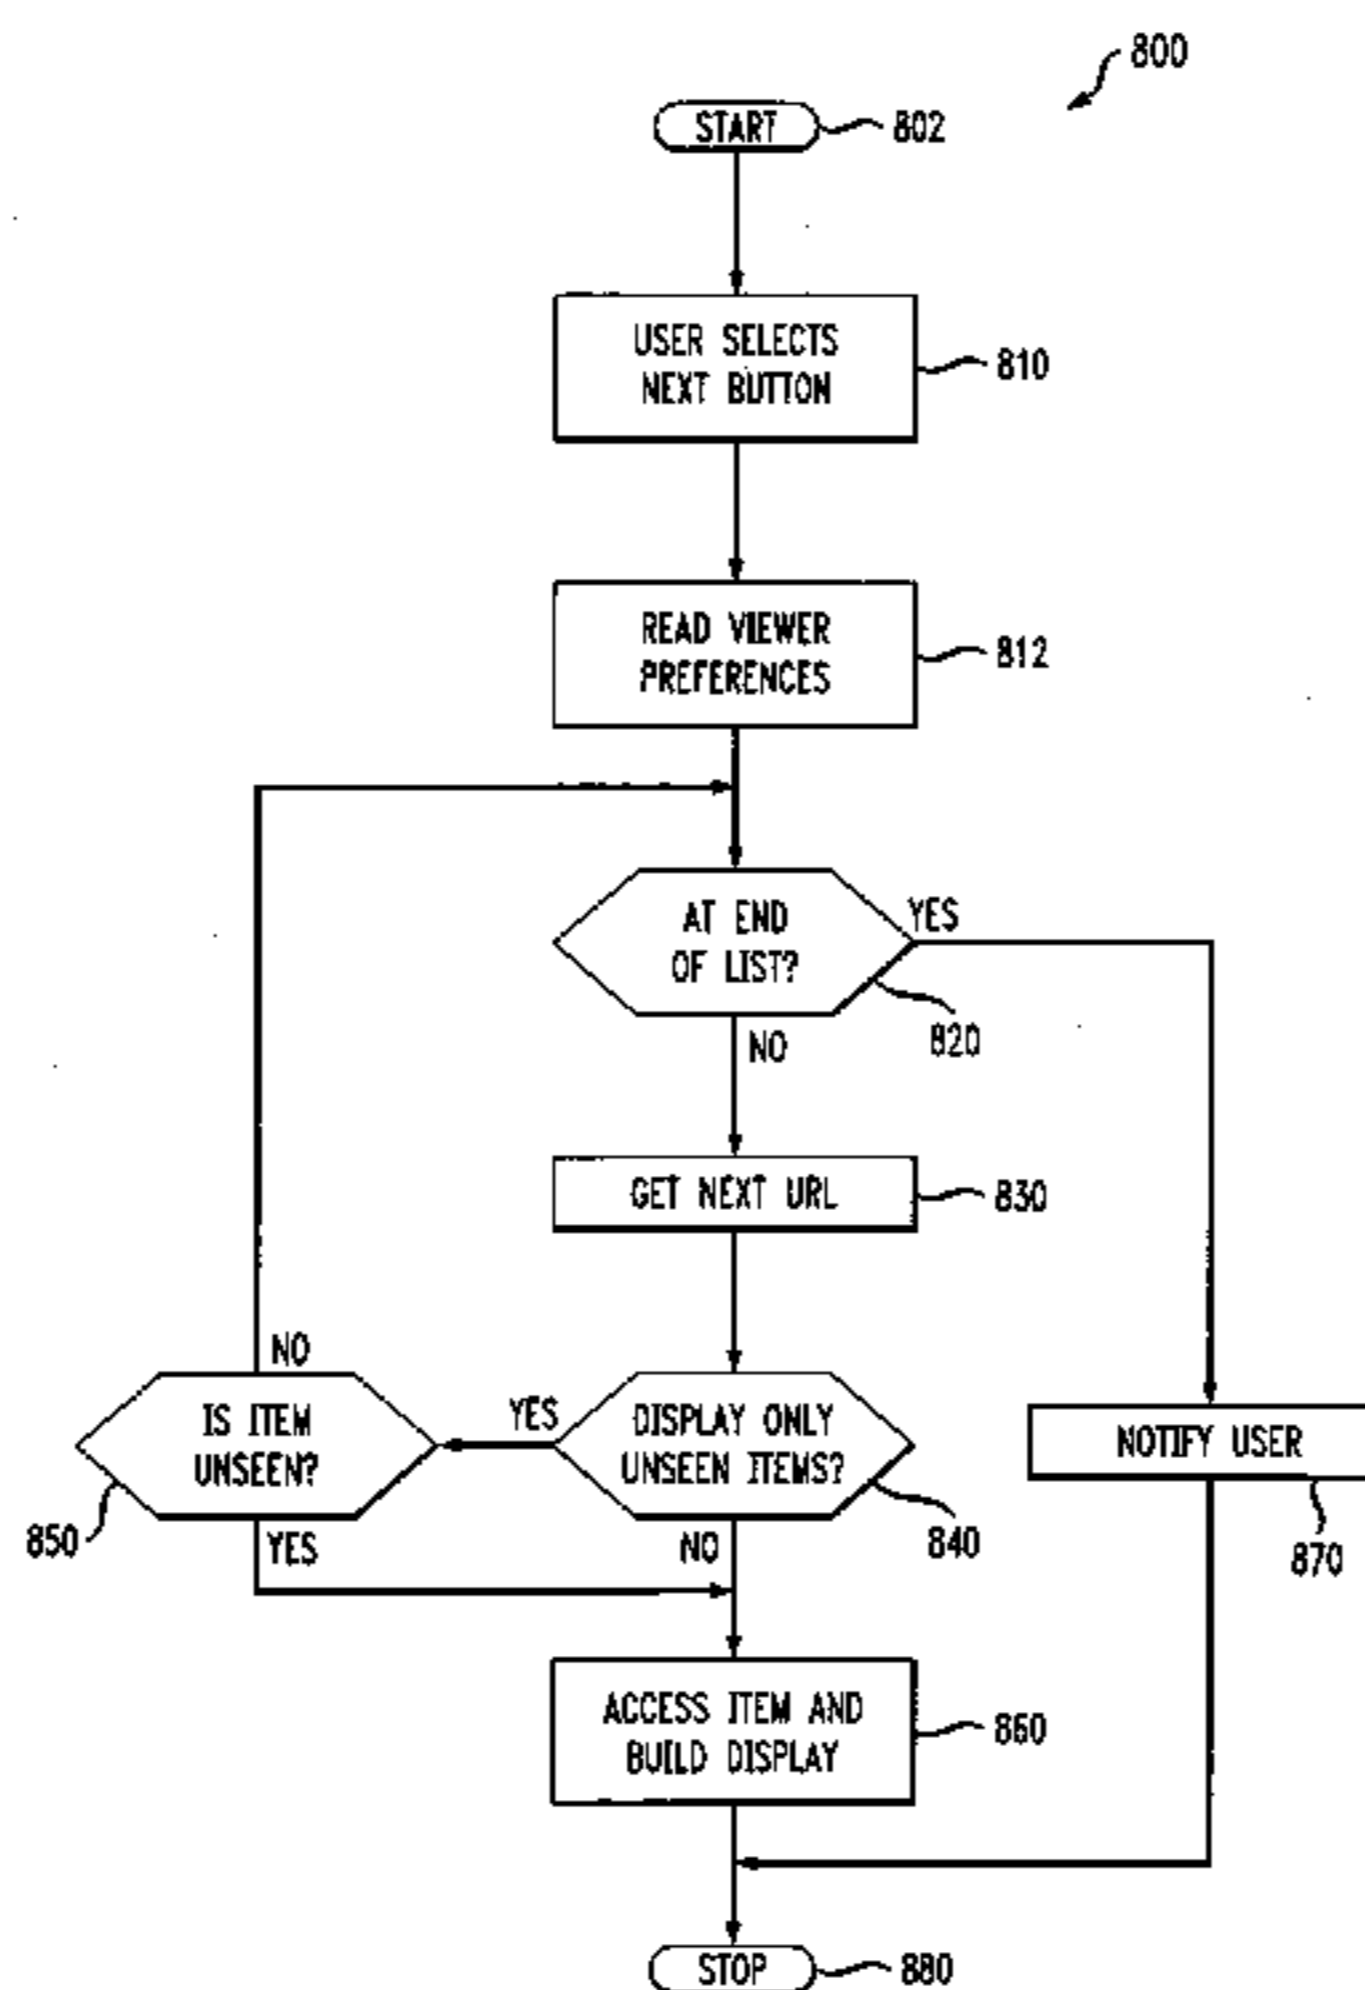 800
START
802
USER SELECTS
NEXT BUTTON
810
READ VIEWER
PREFERENCES
812
AT END
OF LIST?
YES
820
NO
GET NEXT URL
830
NO
IS ITEM
UNSEEN?
YES
DISPLAY ONLY
UNSEEN ITEMS?
NOTIFY USER
850
YES
NO
840
870
ACCESS ITEM AND
BUILD DISPLAY
860
STOP
880